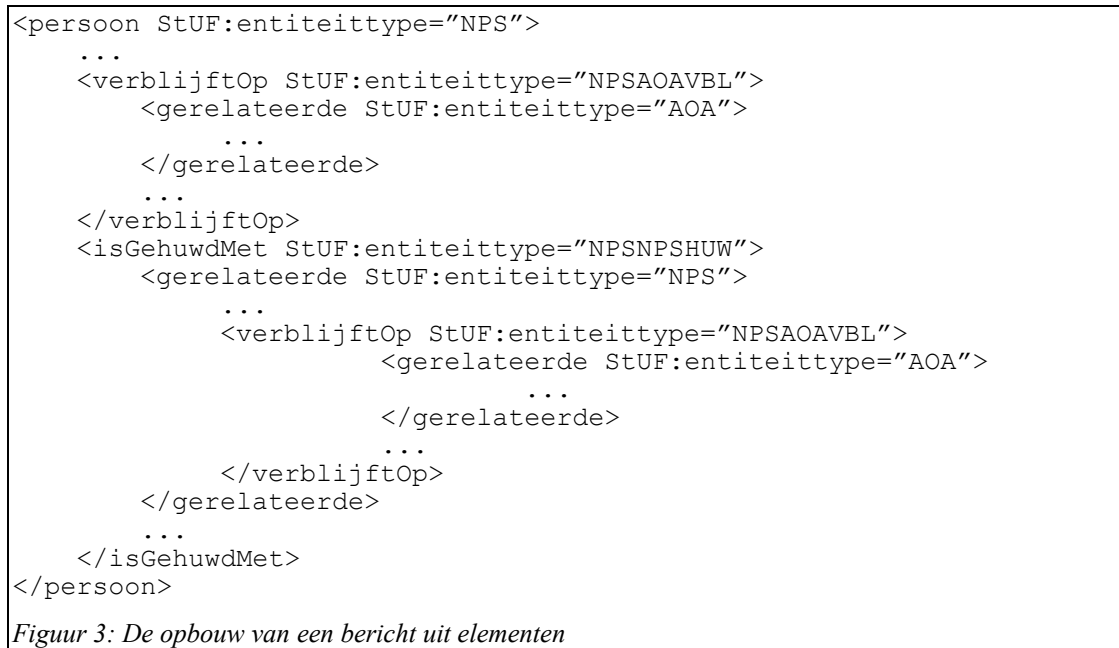 <persoon StUF:entiteittype=”NPS”>
    ...
    <verblijftOp StUF:entiteittype=”NPSAOAVBL”>
        <gerelateerde StUF:entiteittype=”AOA”>
            ...
        </gerelateerde>
        ...
    </verblijftOp>
    <isGehuwdMet StUF:entiteittype=”NPSNPSHUW”>
        <gerelateerde StUF:entiteittype=”NPS”>
            ...
            <verblijftOp StUF:entiteittype=”NPSAOAVBL”>
                    <gerelateerde StUF:entiteittype=”AOA”>
                            ...
                    </gerelateerde>
                    ...
            </verblijftOp>
        </gerelateerde>
        ...
    </isGehuwdMet>
</persoon>
Figuur 3: De opbouw van een bericht uit elementen